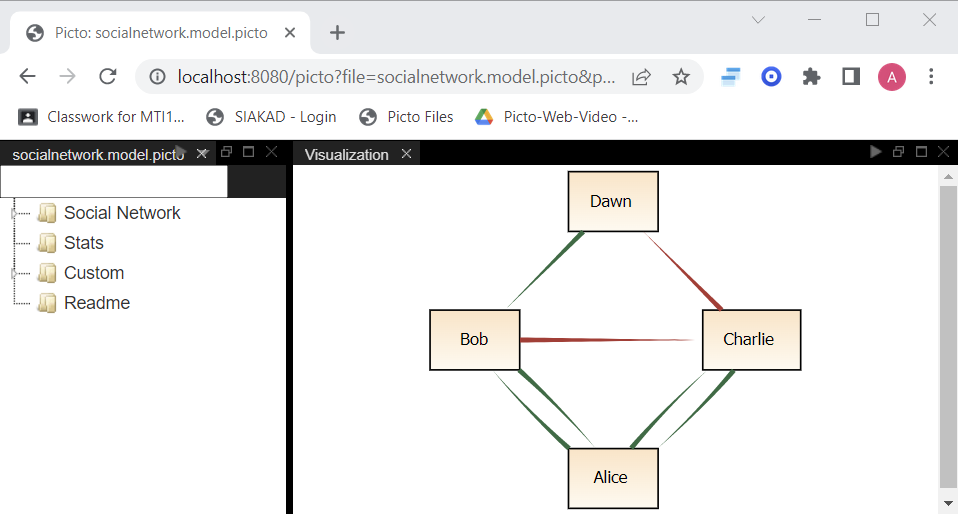 Picto: socialnetwork.model.picto
localhost:8080/picto?file=socialnetwork.model.picto&p...
A
Classwork for MTI1...
SIAKAD - Login
Picto Files
Picto-Web-Video -...
socialnetwork.model.picto
Visualization
Social Network
Stats
Custom
Readme
Dawn
Bob
Charlie
Alice